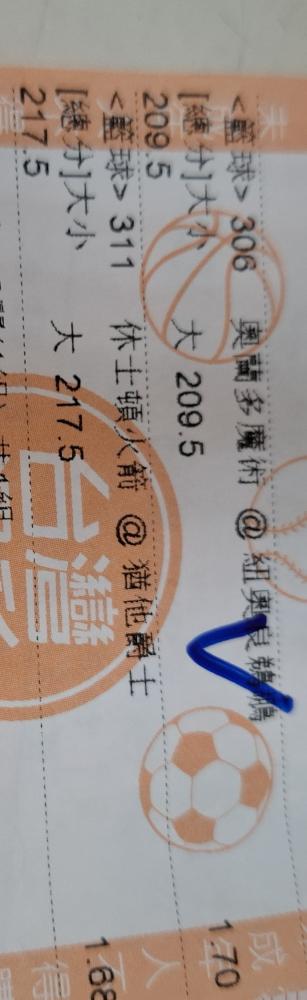 <籃球> 306 奧蘭多魔術 @ 紐奧良鵜鶘
[總分]大小 大 209.5 1.70
209.5
<籃球> 311 休士頓火箭 @ 猶他爵士
[總分]大小 大 217.5 1.68
217.5
台灣